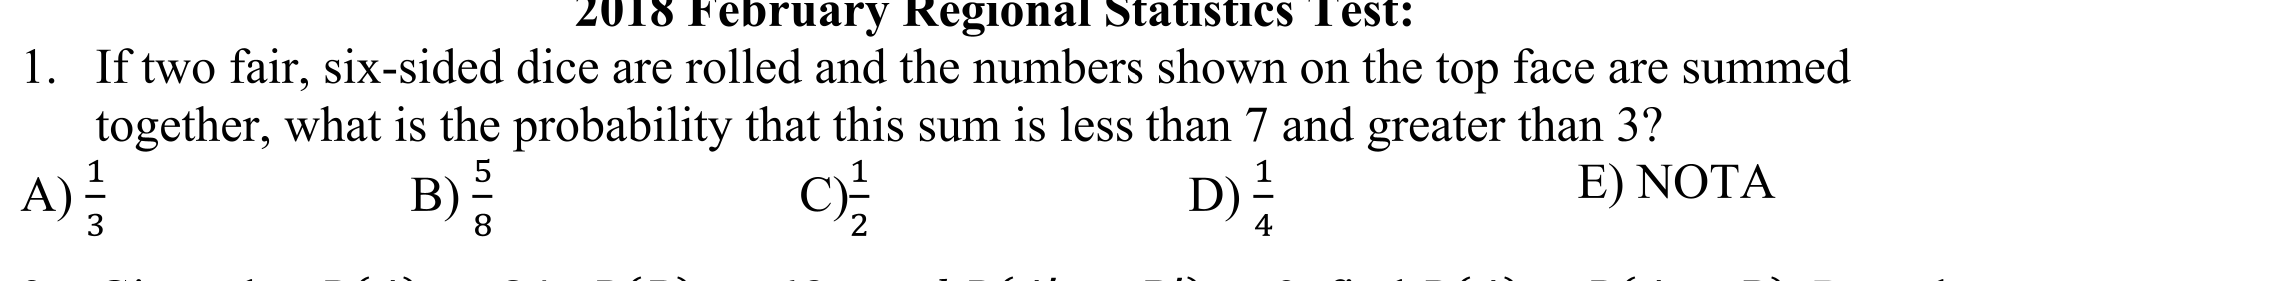 2018 February Regional Statistics Test:
1. If two fair, six-sided dice are rolled and the numbers shown on the top face are summed
together, what is the probability that this sum is less than 7 and greater than 3?
A) 1/3 B) 5/8 C) 1/2 D) 1/4 E) NOTA